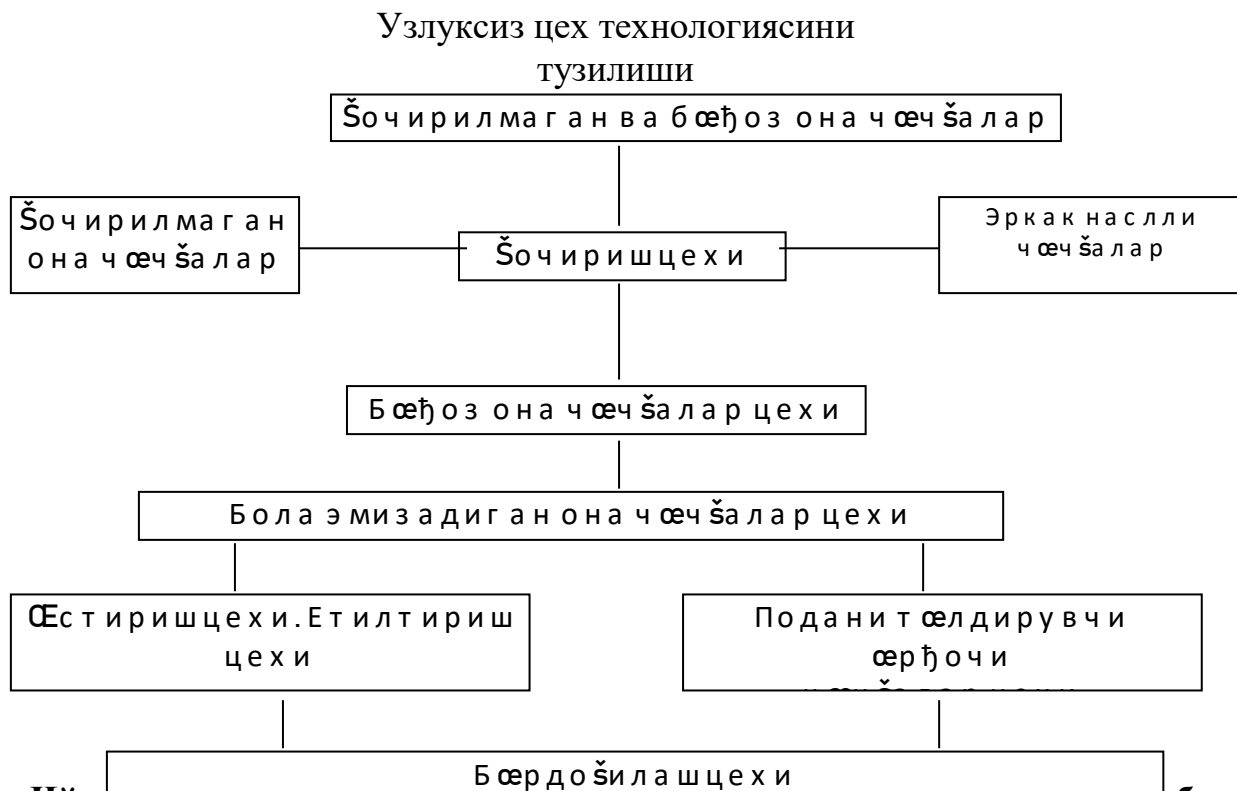 Узлуксиз цех технологиясини
тузилиши
Šочирилмаган ва бœђоз она чœчšалар
Šочирилмаган
она чœчšалар
Šочириш цехи
Эркак наслли
чœчšалар
Бœђоз она чœчšалар цехи
Бола эмизадиган она чœчšалар цехи
Œстириш цехи. Етилтириш
цехи
Подани тœлдирувчи
œрђочи
Бœрдоšилаш цехи